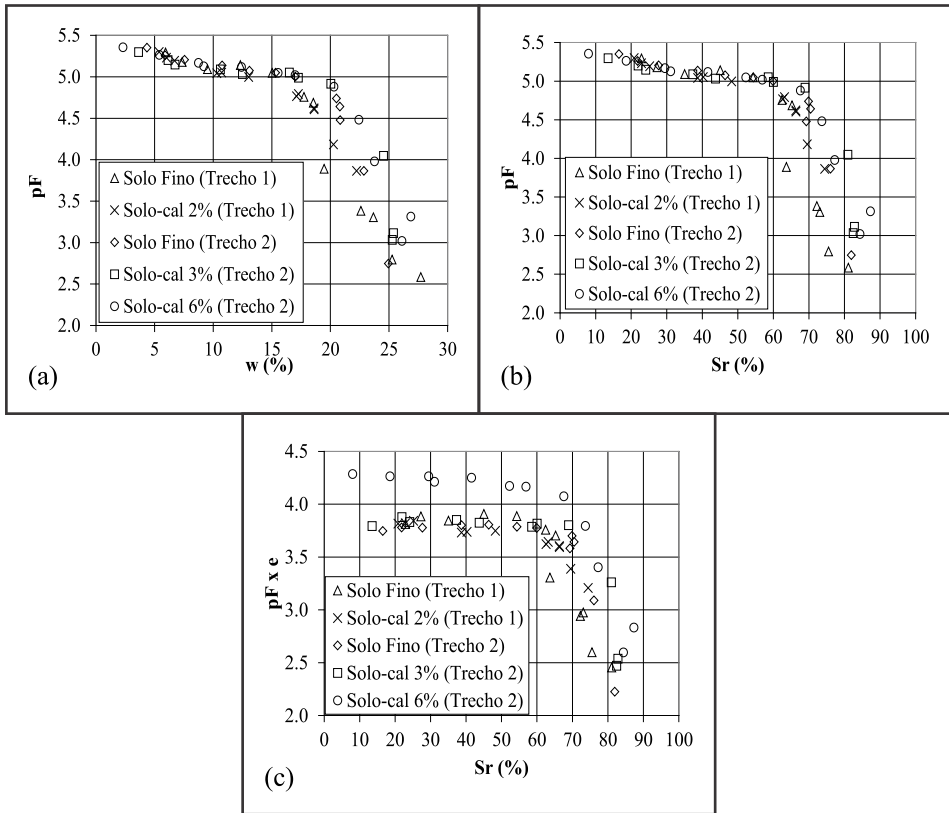 5.5
5.0
4.5
4.0
3.5
3.0
2.5
2.0
pF
Solo Fino (Trecho 1)
Solo-cal 2% (Trecho 1)
Solo Fino (Trecho 2)
Solo-cal 3% (Trecho 2)
Solo-cal 6% (Trecho 2)
0 5 10 15 20 25 30
w (%)
(a)
5.5
5.0
4.5
4.0
3.5
3.0
2.5
2.0
pF
Solo Fino (Trecho 1)
Solo-cal 2% (Trecho 1)
Solo Fino (Trecho 2)
Solo-cal 3% (Trecho 2)
Solo-cal 6% (Trecho 2)
0 10 20 30 40 50 60 70 80 90 100
Sr (%)
(b)
4.5
4.0
3.5
3.0
2.5
2.0
pF x e
Solo Fino (Trecho 1)
Solo-cal 2% (Trecho 1)
Solo Fino (Trecho 2)
Solo-cal 3% (Trecho 2)
Solo-cal 6% (Trecho 2)
0 10 20 30 40 50 60 70 80 90 100
Sr (%)
(c)